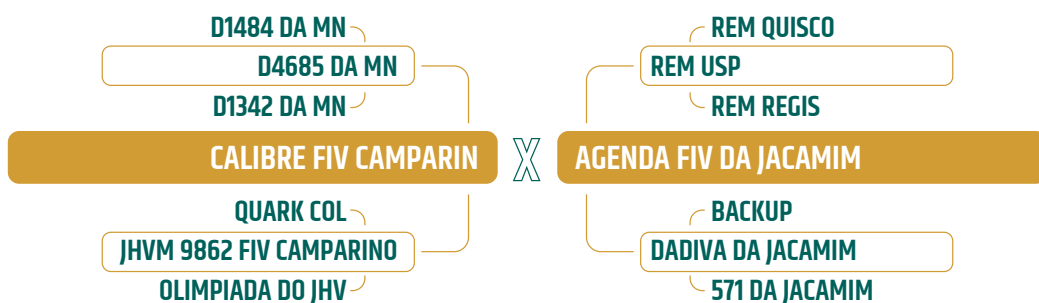 D1484 DA MN
D4685 DA MN
D1342 DA MN
CALIBRE FIV CAMPARIN
QUARK COL
JHVM 9862 FIV CAMPARINO
OLIMPIADA DO JHV
X
REM QUISCO
REM USP
REM REGIS
AGENDA FIV DA JACAMIM
BACKUP
DADIVA DA JACAMIM
571 DA JACAMIM